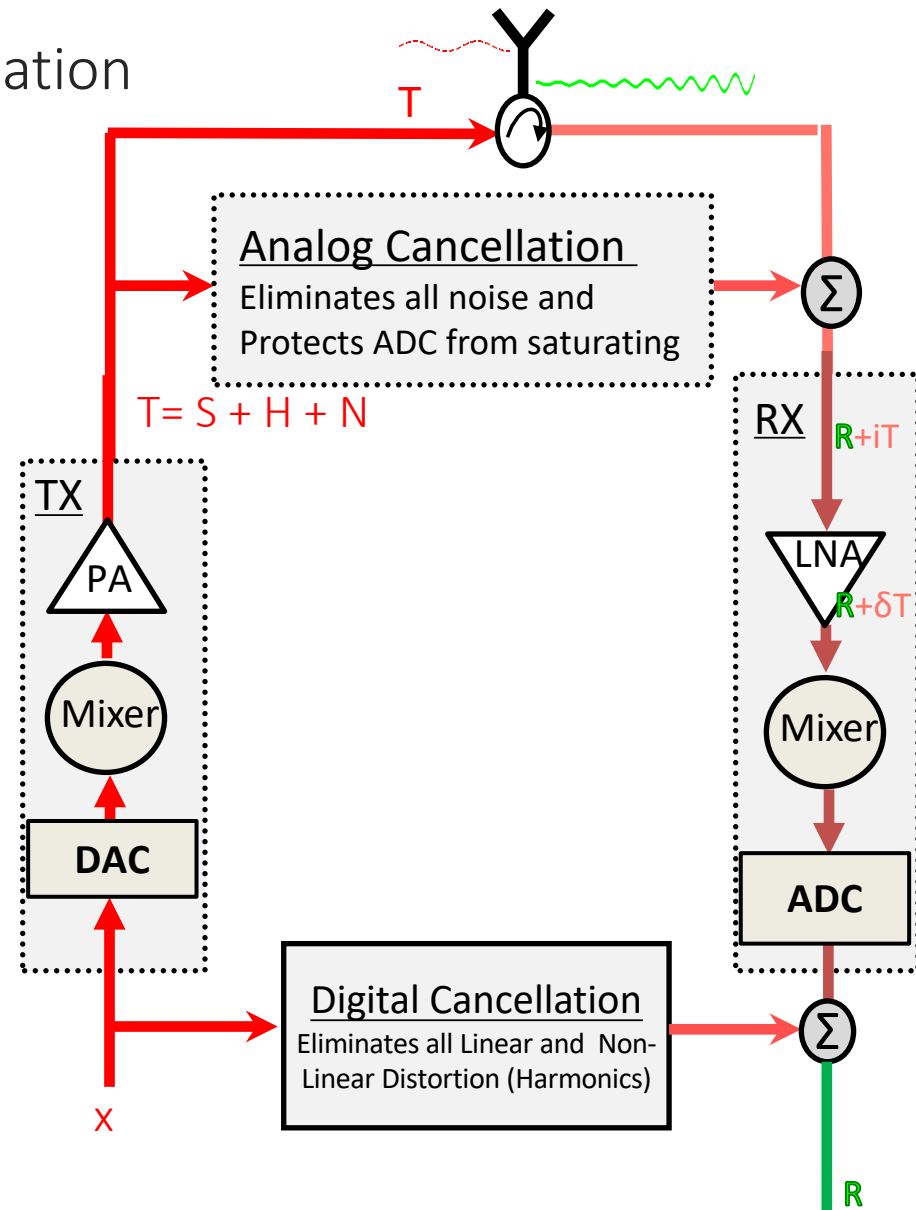 ation
T
Analog Cancellation
Eliminates all noise and
Protects ADC from saturating
Σ
T= S + H + N
RX
R+iT
TX
PA
LNA
R+δT
Mixer
Mixer
DAC
ADC
Digital Cancellation
Eliminates all Linear and Non-
Linear Distortion (Harmonics)
Σ
x
R